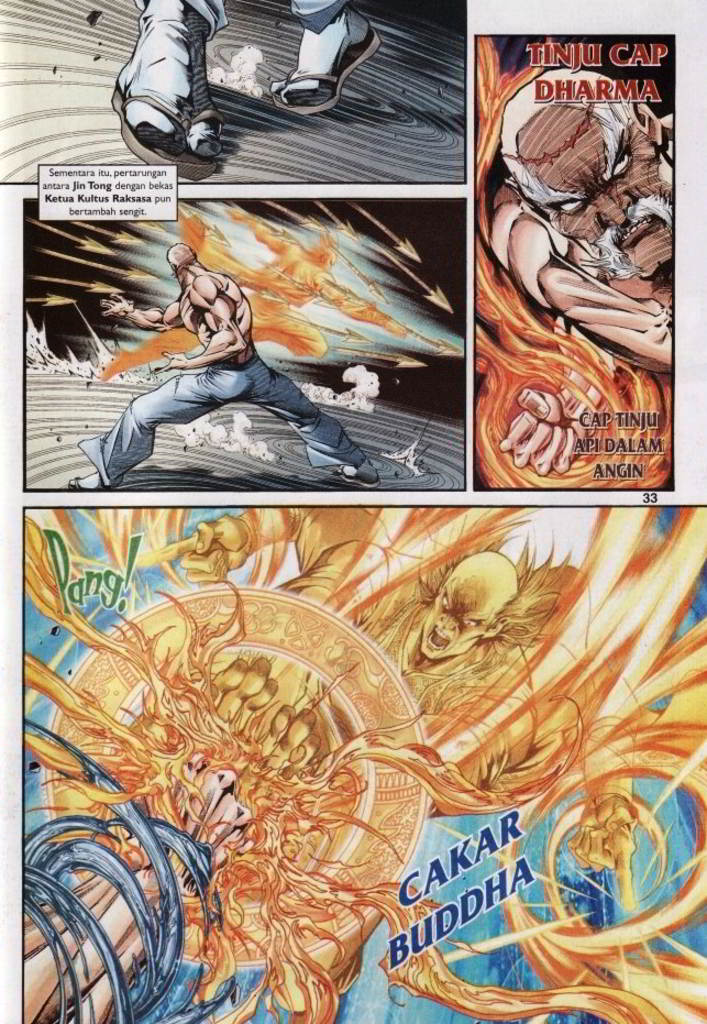 Sementara itu, pertarungan
antara Jin Tong dengan bekas
Ketua Kultus Raksasa pun
bertambah sengit.
TINJU CAP
DHARMA
CAP TINJU
API DALAM
ANGIN
33
Pang!
CAKAR
BUDDHA